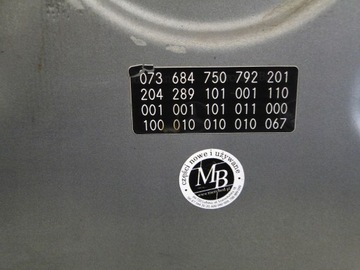 073 684 750 792 201
204 289 101 001 110
001 001 101 011 000
100 010 010 010 067
części nowe i używane
MB